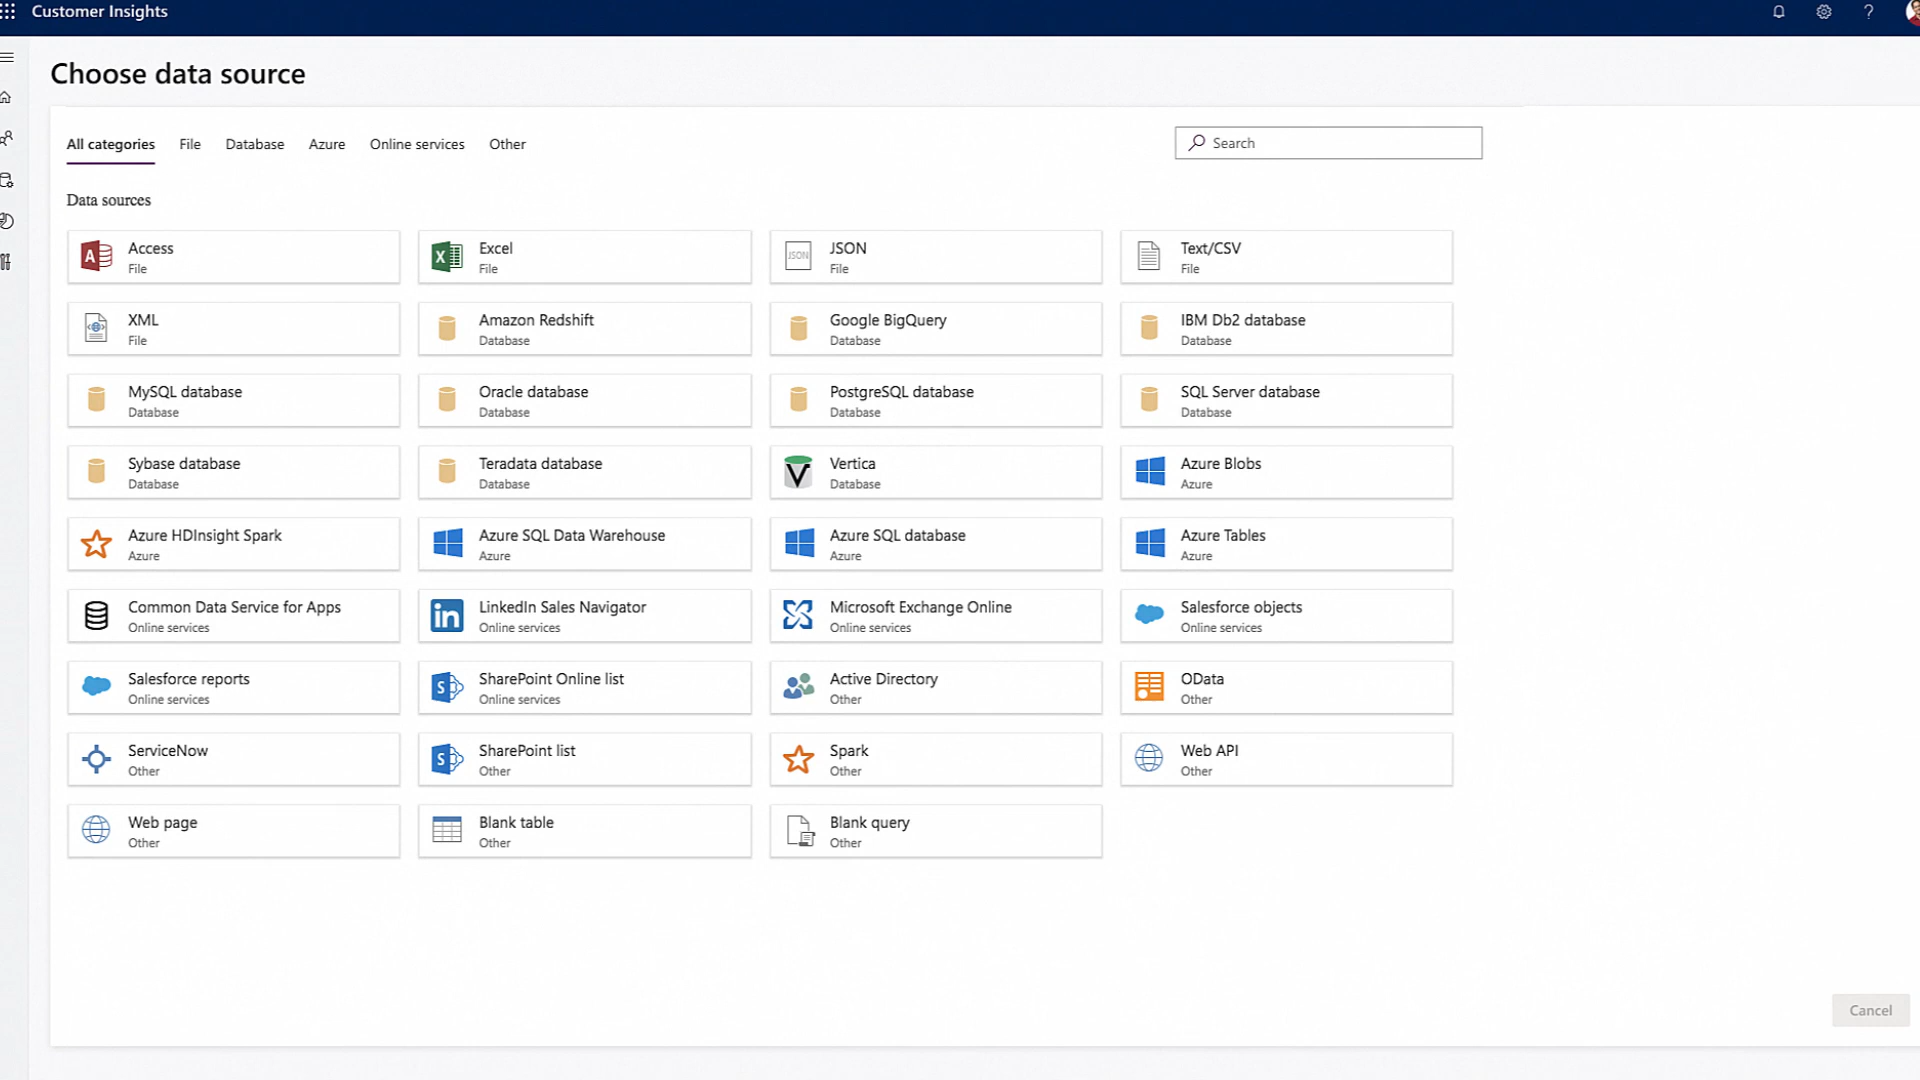 Customer Insights
?
Choose data source
All categories File Database Azure Online services Other
Search
Data sources
Access
File
Excel
File
JSON
JSON
File
Text/CSV
File
XML
File
Amazon Redshift
Database
Google BigQuery
Database
IBM Db2 database
Database
MySQL database
Database
Oracle database
Database
PostgreSQL database
Database
SQL Server database
Database
Sybase database
Database
Teradata database
Database
Vertica
Database
Azure Blobs
Azure
Azure HDInsight Spark
Azure
Azure SQL Data Warehouse
Azure
Azure SQL database
Azure
Azure Tables
Azure
Common Data Service for Apps
Online services
LinkedIn Sales Navigator
Online services
Microsoft Exchange Online
Online services
Salesforce objects
Online services
Salesforce reports
Online services
SharePoint Online list
Online services
Active Directory
Other
OData
Other
ServiceNow
Other
SharePoint list
Other
Spark
Other
Web API
Other
Web page
Other
Blank table
Other
Blank query
Other
Cancel